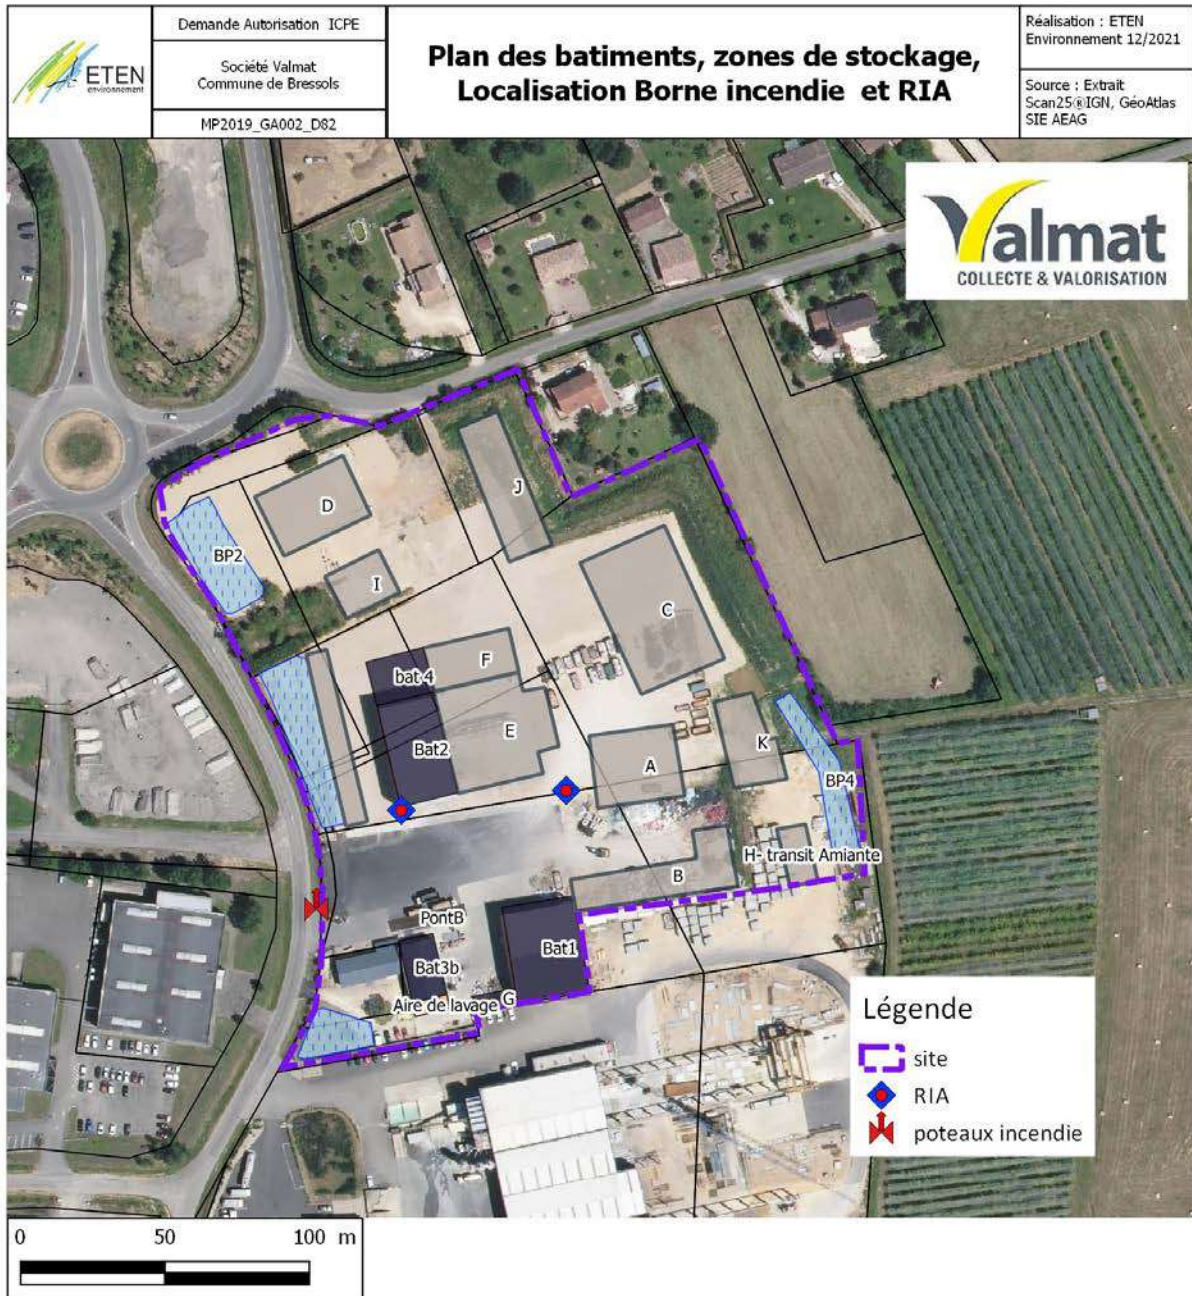 ETEN
environnement
Demande Autorisation ICPE
Société Valmat
Commune de Bressols
MP2019_GA002_D82
Plan des batiments, zones de stockage,
Localisation Borne incendie et RIA
Réalisation : ETEN
Environnement 12/2021
Source : Extrait
Scan25®IGN, GéoAtlas
SIE AEAG
Valmat
COLLECTE & VALORISATION
D
J
BP2
I
C
F
bat 4
E
Bat2
K
A
BP4
H- transit Amiante
B
PontB
Bat1
Bat3b
Aire de lavage G
Légende
site
RIA
poteaux incendie
0 50 100 m